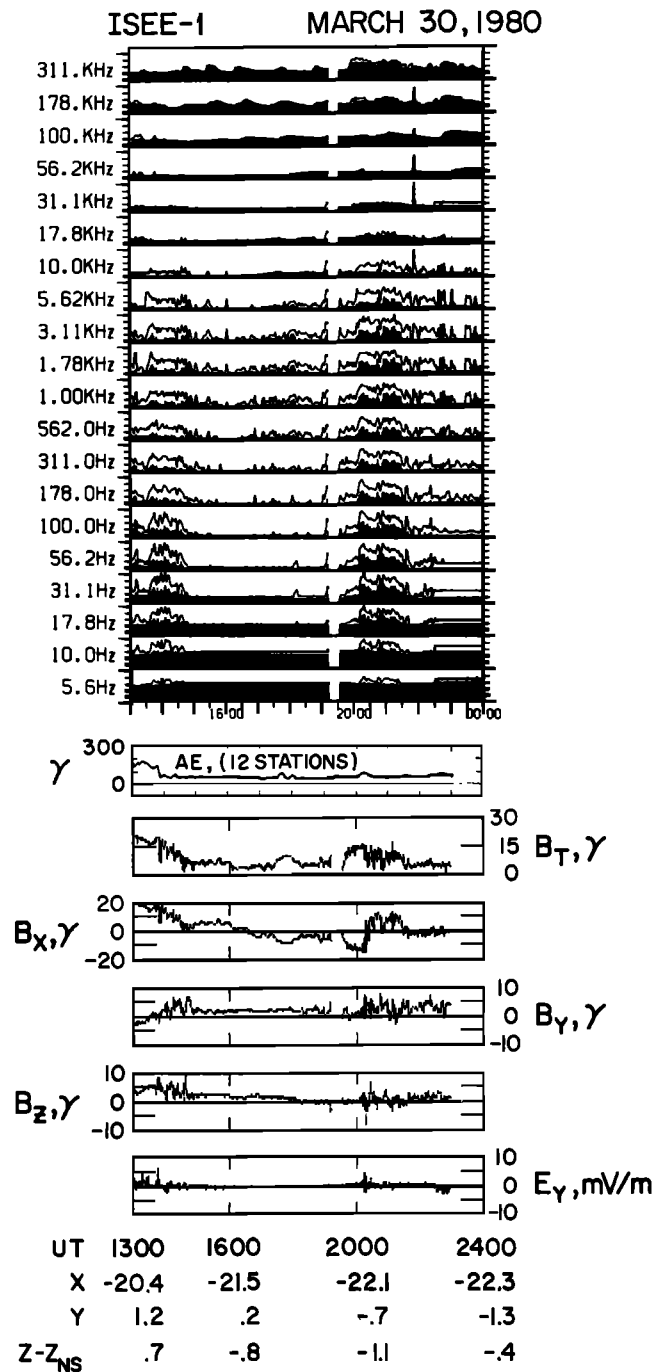 ISEE-1 MARCH 30, 1980
311. KHz
178. KHz
100. KHz
56.2KHz
31.1KHz
17.8KHz
10.0KHz
5.62KHz
3.11KHz
1.78KHz
1.00KHz
562.0Hz
311.0Hz
178.0Hz
100.0Hz
56.2Hz
31.1Hz
17.8Hz
10.0Hz
5.6Hz
16:00 20:00 00:00
300
γ AE, (12 STATIONS)
0
30
15 B_T, γ
0
20
B_X, γ 0
-20
10
0 B_Y, γ
-10
10
B_Z, γ 0
-10
10
0 E_Y, mV/m
-10
UT 1300 1600 2000 2400
X -20.4 -21.5 -22.1 -22.3
Y 1.2 .2 -.7 -1.3
Z-Z_NS .7 -.8 -1.1 -.4